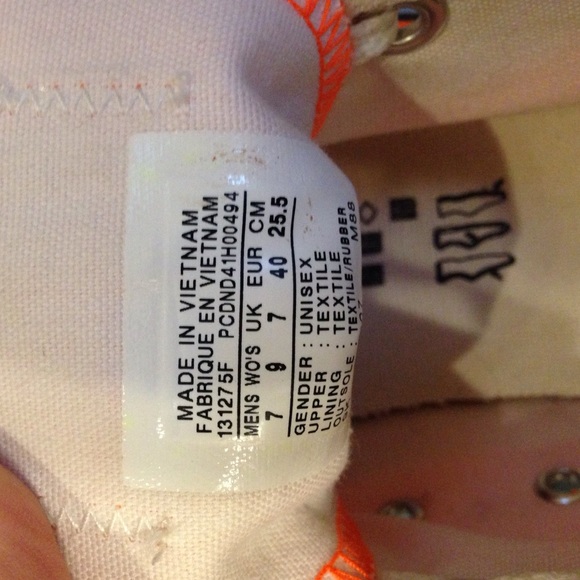 MADE IN VIETNAM
FABRIQUE EN VIETNAM
131275F PCDND41H00494
MENS WO'S UK EUR CM
7 9 7 40 25.5
GENDER : UNISEX
UPPER : TEXTILE
LINING : TEXTILE
OUTSOLE : TEXTILE/RUBBER
M88